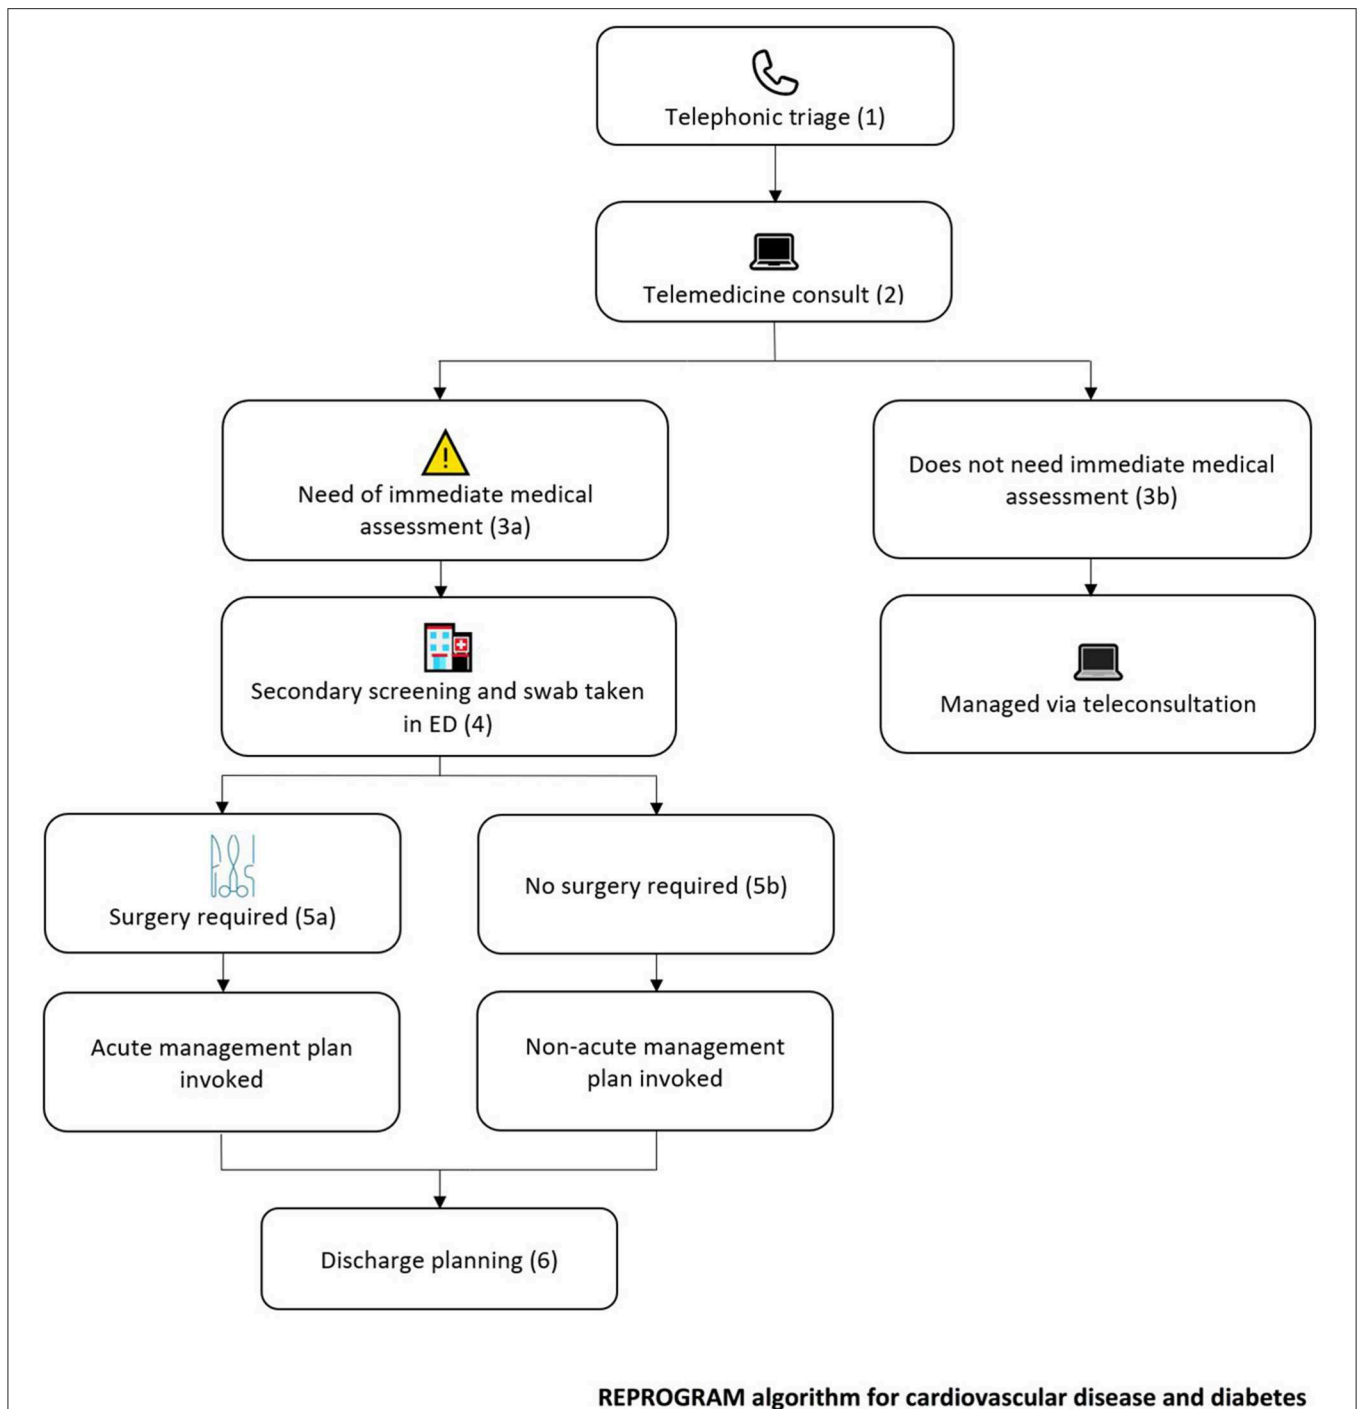 Telephonic triage (1)
Telemedicine consult (2)
Need of immediate medical
assessment (3a)
Does not need immediate medical
assessment (3b)
Secondary screening and swab taken
in ED (4)
Managed via teleconsultation
Surgery required (5a)
No surgery required (5b)
Acute management plan
invoked
Non-acute management
plan invoked
Discharge planning (6)
REPROGRAM algorithm for cardiovascular disease and diabetes